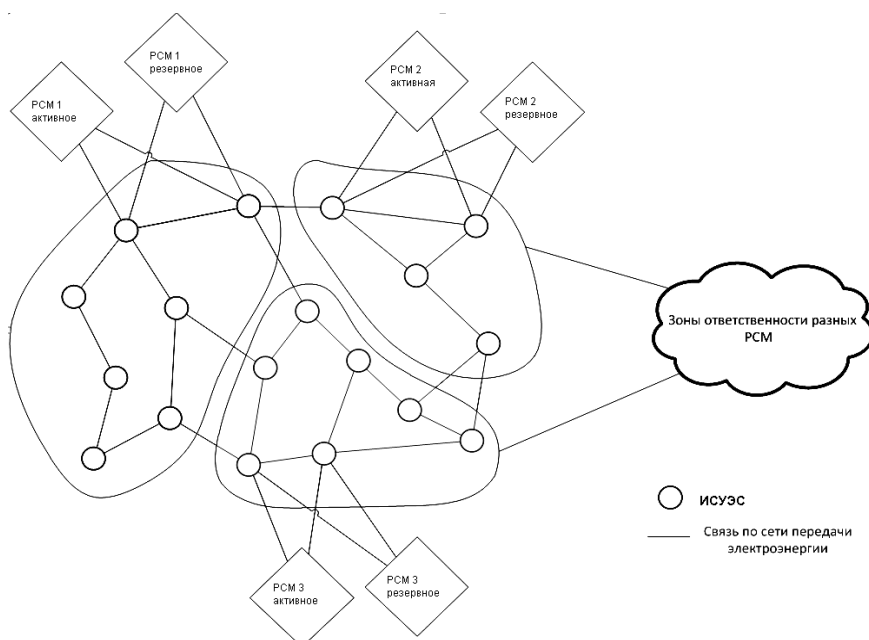 РСМ 1
резервное
РСМ 2
активная
РСМ 1
активное
РСМ 2
резервное
Зоны ответственности разных
РСМ
ИСУЭС
Связь по сети передачи
электроэнергии
РСМ 3
активное
РСМ 3
резервное